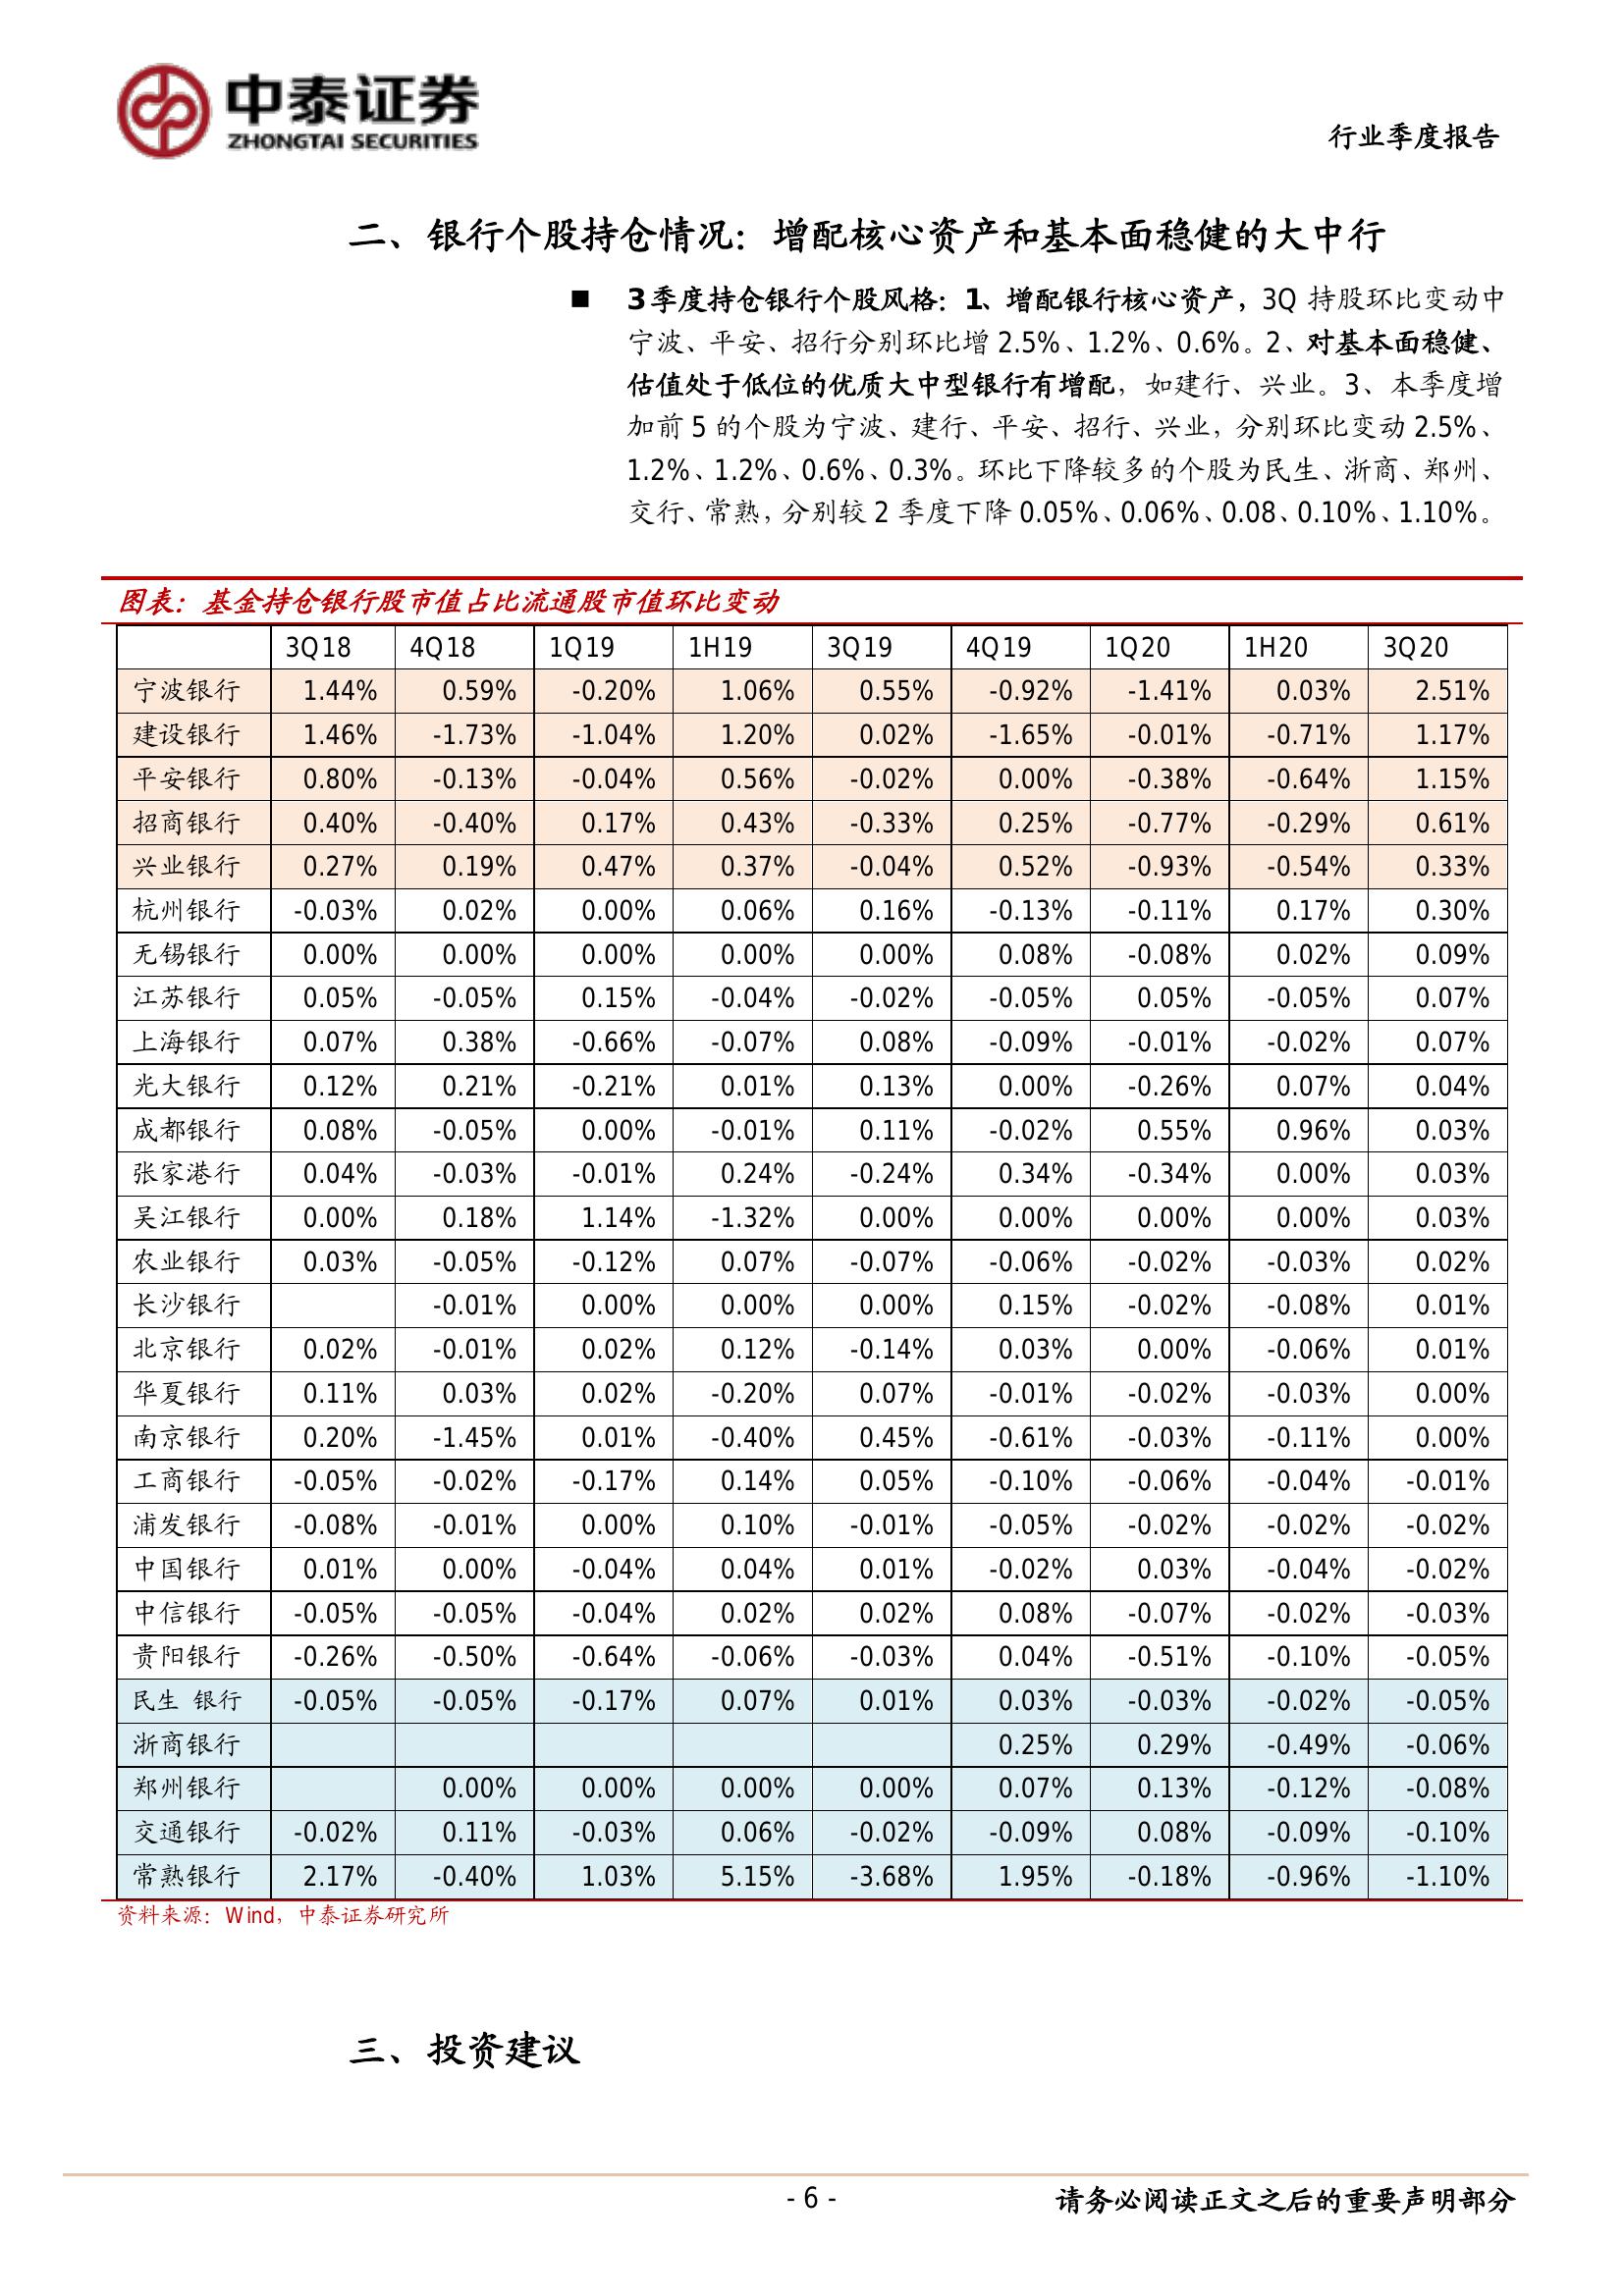 中泰证券
ZHONGTAI SECURITIES
行业季度报告
二、银行个股持仓情况：增配核心资产和基本面稳健的大中行
■ 3季度持仓银行个股风格：1、增配银行核心资产，3Q 持股环比变动中
宁波、平安、招行分别环比增 2.5%、1.2%、0.6%。2、对基本面稳健、
估值处于低位的优质大中型银行有增配，如建行、兴业。3、本季度增
加前 5 的个股为宁波、建行、平安、招行、兴业，分别环比变动 2.5%、
1.2%、1.2%、0.6%、0.3%。环比下降较多的个股为民生、浙商、郑州、
交行、常熟，分别较 2 季度下降 0.05%、0.06%、0.08、0.10%、1.10%。
图表：基金持仓银行股市值占比流通股市值环比变动
3Q18 4Q18 1Q19 1H19 3Q19 4Q19 1Q20 1H20 3Q20
宁波银行 1.44% 0.59% -0.20% 1.06% 0.55% -0.92% -1.41% 0.03% 2.51%
建设银行 1.46% -1.73% -1.04% 1.20% 0.02% -1.65% -0.01% -0.71% 1.17%
平安银行 0.80% -0.13% -0.04% 0.56% -0.02% 0.00% -0.38% -0.64% 1.15%
招商银行 0.40% -0.40% 0.17% 0.43% -0.33% 0.25% -0.77% -0.29% 0.61%
兴业银行 0.27% 0.19% 0.47% 0.37% -0.04% 0.52% -0.93% -0.54% 0.33%
杭州银行 -0.03% 0.02% 0.00% 0.06% 0.16% -0.13% -0.11% 0.17% 0.30%
无锡银行 0.00% 0.00% 0.00% 0.00% 0.00% 0.08% -0.08% 0.02% 0.09%
江苏银行 0.05% -0.05% 0.15% -0.04% -0.02% -0.05% 0.05% -0.05% 0.07%
上海银行 0.07% 0.38% -0.66% -0.07% 0.08% -0.09% -0.01% -0.02% 0.07%
光大银行 0.12% 0.21% -0.21% 0.01% 0.13% 0.00% -0.26% 0.07% 0.04%
成都银行 0.08% -0.05% 0.00% -0.01% 0.11% -0.02% 0.55% 0.96% 0.03%
张家港行 0.04% -0.03% -0.01% 0.24% -0.24% 0.34% -0.34% 0.00% 0.03%
吴江银行 0.00% 0.18% 1.14% -1.32% 0.00% 0.00% 0.00% 0.00% 0.03%
农业银行 0.03% -0.05% -0.12% 0.07% -0.07% -0.06% -0.02% -0.03% 0.02%
长沙银行 -0.01% 0.00% 0.00% 0.00% 0.15% -0.02% -0.08% 0.01%
北京银行 0.02% -0.01% 0.02% 0.12% -0.14% 0.03% 0.00% -0.06% 0.01%
华夏银行 0.11% 0.03% 0.02% -0.20% 0.07% -0.01% -0.02% -0.03% 0.00%
南京银行 0.20% -1.45% 0.01% -0.40% 0.45% -0.61% -0.03% -0.11% 0.00%
工商银行 -0.05% -0.02% -0.17% 0.14% 0.05% -0.10% -0.06% -0.04% -0.01%
浦发银行 -0.08% -0.01% 0.00% 0.10% -0.01% -0.05% -0.02% -0.02% -0.02%
中国银行 0.01% 0.00% -0.04% 0.04% 0.01% -0.02% 0.03% -0.04% -0.02%
中信银行 -0.05% -0.05% -0.04% 0.02% 0.02% 0.08% -0.07% -0.02% -0.03%
贵阳银行 -0.26% -0.50% -0.64% -0.06% -0.03% 0.04% -0.51% -0.10% -0.05%
民生 银行 -0.05% -0.05% -0.17% 0.07% 0.01% 0.03% -0.03% -0.02% -0.05%
浙商银行 0.25% 0.29% -0.49% -0.06%
郑州银行 0.00% 0.00% 0.00% 0.00% 0.07% 0.13% -0.12% -0.08%
交通银行 -0.02% 0.11% -0.03% 0.06% -0.02% -0.09% 0.08% -0.09% -0.10%
常熟银行 2.17% -0.40% 1.03% 5.15% -3.68% 1.95% -0.18% -0.96% -1.10%
资料来源：Wind，中泰证券研究所
三、投资建议
- 6 -
请务必阅读正文之后的重要声明部分